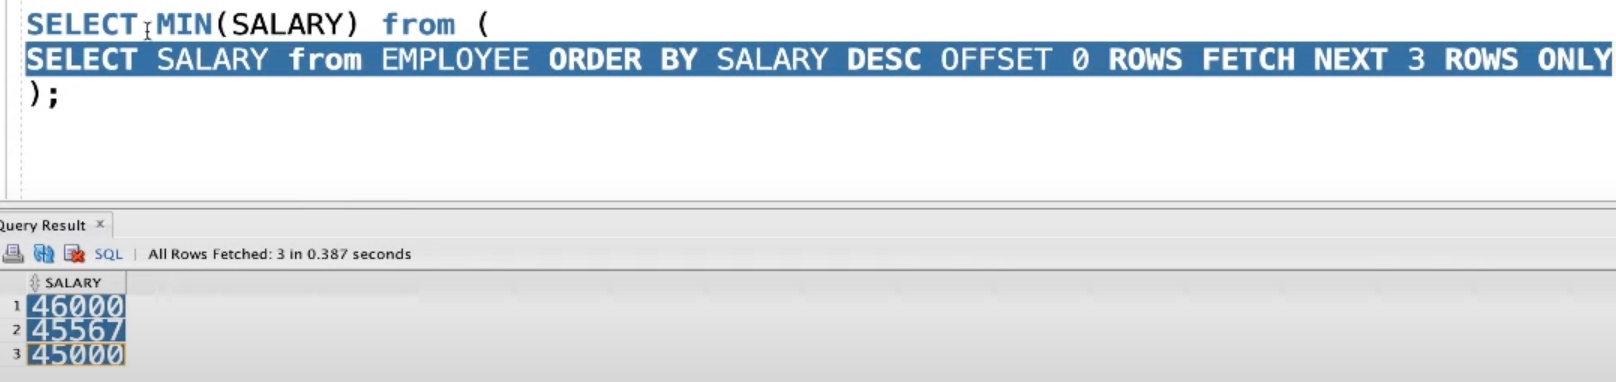 SELECT MIN(SALARY) from (
SELECT SALARY from EMPLOYEE ORDER BY SALARY DESC OFFSET 0 ROWS FETCH NEXT 3 ROWS ONLY
);
Query Result ×
SQL | All Rows Fetched: 3 in 0.387 seconds
SALARY
1 46000
2 45567
3 45000